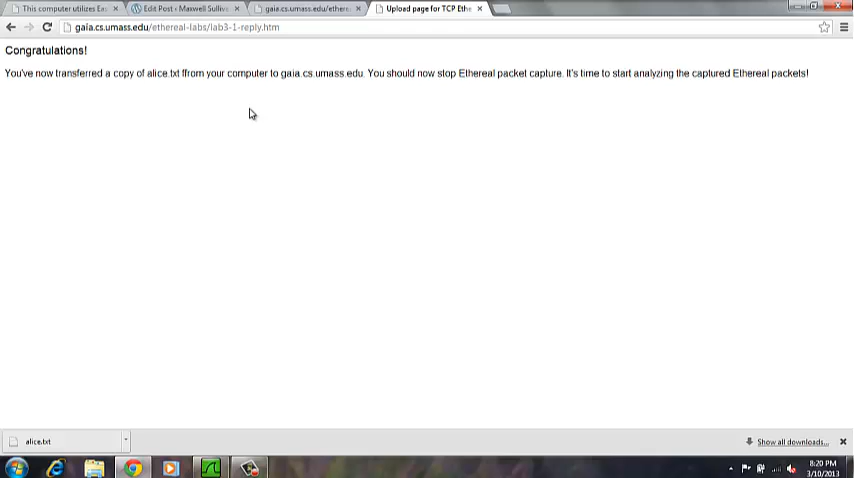 This computer utilizes Ex
Edit Post ‹ Maxwell Sulliv
gaia.cs.umass.edu/ethere
Upload page for TCP Ethe
gaia.cs.umass.edu/ethereal-labs/lab3-1-reply.htm
Congratulations!
You've now transferred a copy of alice.txt ffrom your computer to gaia.cs.umass.edu. You should now stop Ethereal packet capture. It's time to start analyzing the captured Ethereal packets!
alice.txt
Show all downloads...
8:20 PM
3/10/2013